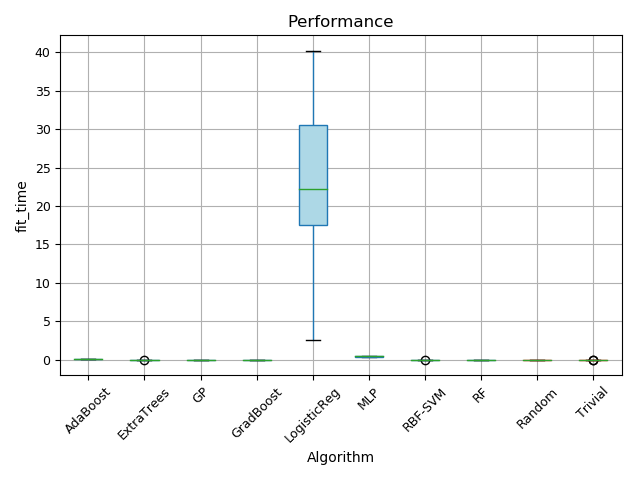 Performance
fit_time
40
35
30
25
20
15
10
5
0
AdaBoost
ExtraTrees
GP
GradBoost
LogisticReg
MLP
RBF-SVM
RF
Random
Trivial
Algorithm